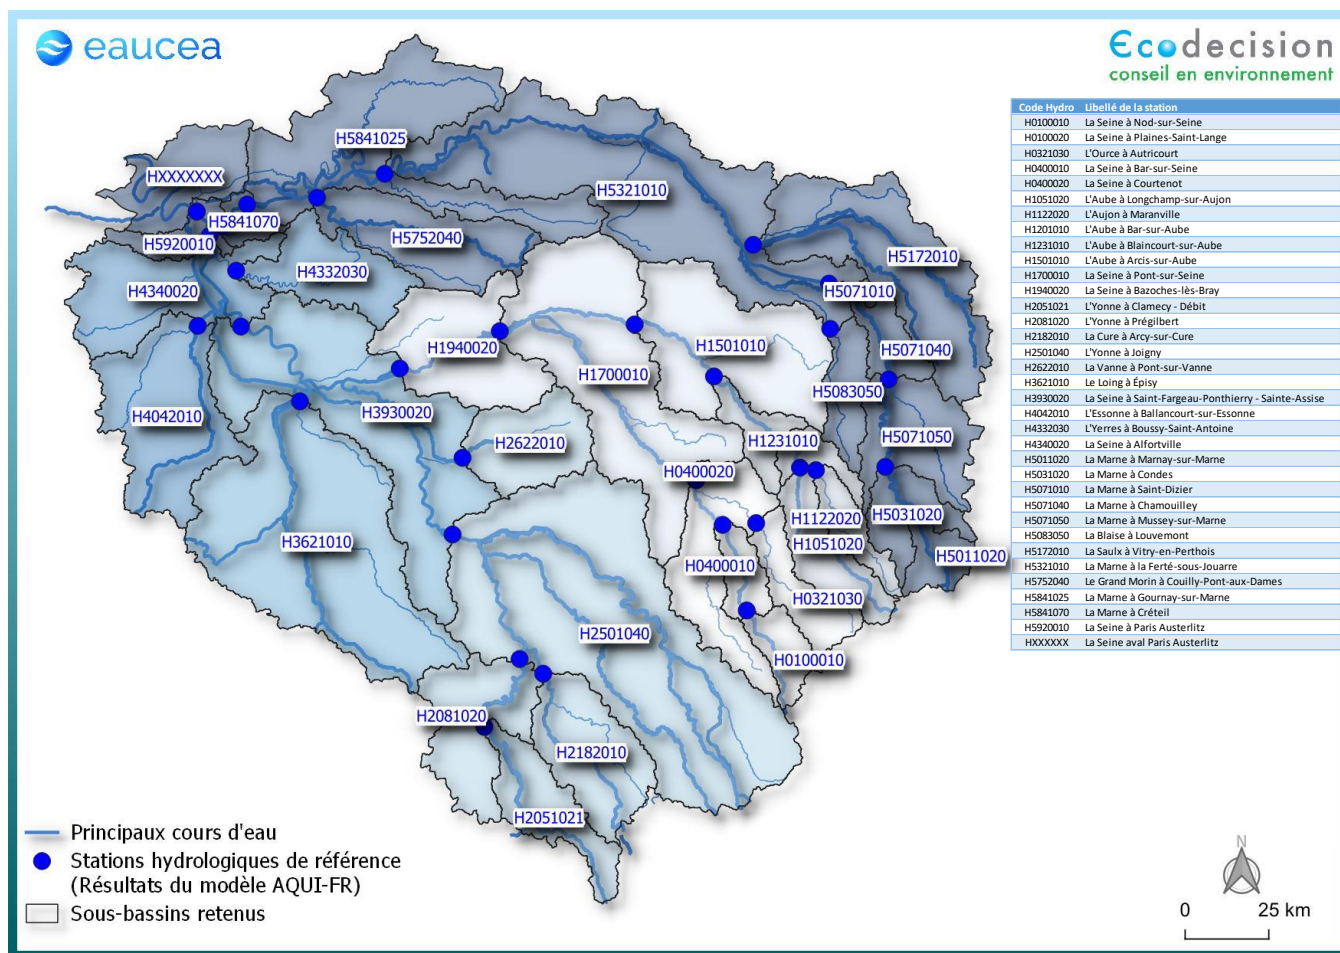 eaucea
Ecodecision
conseil en environnement
Code Hydro Libellé de la station
H0100010 La Seine à Nod-sur-Seine
H0100020 La Seine à Plaines-Saint-Lange
H0321030 L'Ource à Autricourt
H0400010 La Seine à Bar-sur-Seine
H0400020 La Seine à Courtenot
H1051020 L'Aube à Longchamp-sur-Aujon
H1122020 L'Aujon à Maranville
H1201010 L'Aube à Bar-sur-Aube
H1231010 L'Aube à Blaincourt-sur-Aube
H1501010 L'Aube à Arcis-sur-Aube
H1700010 La Seine à Pont-sur-Seine
H1940020 La Seine à Bazoches-lès-Bray
H2051021 L'Yonne à Clamecy - Débit
H2081020 L'Yonne à Prégilbert
H2182010 La Cure à Arcy-sur-Cure
H2501040 L'Yonne à Joigny
H2622010 La Vanne à Pont-sur-Vanne
H3621010 Le Loing à Épisy
H3930020 La Seine à Saint-Fargeau-Ponthierry - Sainte-Assise
H4042010 L'Essonne à Ballancourt-sur-Essonne
H4332030 L'Yerres à Boussy-Saint-Antoine
H4340020 La Seine à Alfortville
H5011020 La Marne à Marnay-sur-Marne
H5031020 La Marne à Condes
H5071010 La Marne à Saint-Dizier
H5071040 La Marne à Chamouilley
H5071050 La Marne à Mussey-sur-Marne
H5083050 La Blaise à Louvemont
H5172010 La Saulx à Vitry-en-Perthois
H5321010 La Marne à la Ferté-sous-Jouarre
H5752040 Le Grand Morin à Couilly-Pont-aux-Dames
H5841025 La Marne à Gournay-sur-Marne
H5841070 La Marne à Créteil
H5920010 La Seine à Paris Austerlitz
HXXXXXX La Seine aval Paris Austerlitz
H5841025
HXXXXXXX
H5321010
H5841070
H5920010
H5752040
H5172010
H4332030
H4340020
H5071010
H1940020
H1501010
H5071040
H1700010
H5083050
H4042010
H3930020
H2622010
H1231010
H5071050
H0400020
H1122020
H5031020
H3621010
H1051020
H5011020
H0400010
H0321030
H2501040
H0100010
H2081020
H2182010
H2051021
Principaux cours d'eau
Stations hydrologiques de référence
(Résultats du modèle AQUI-FR)
Sous-bassins retenus
N
0 25 km